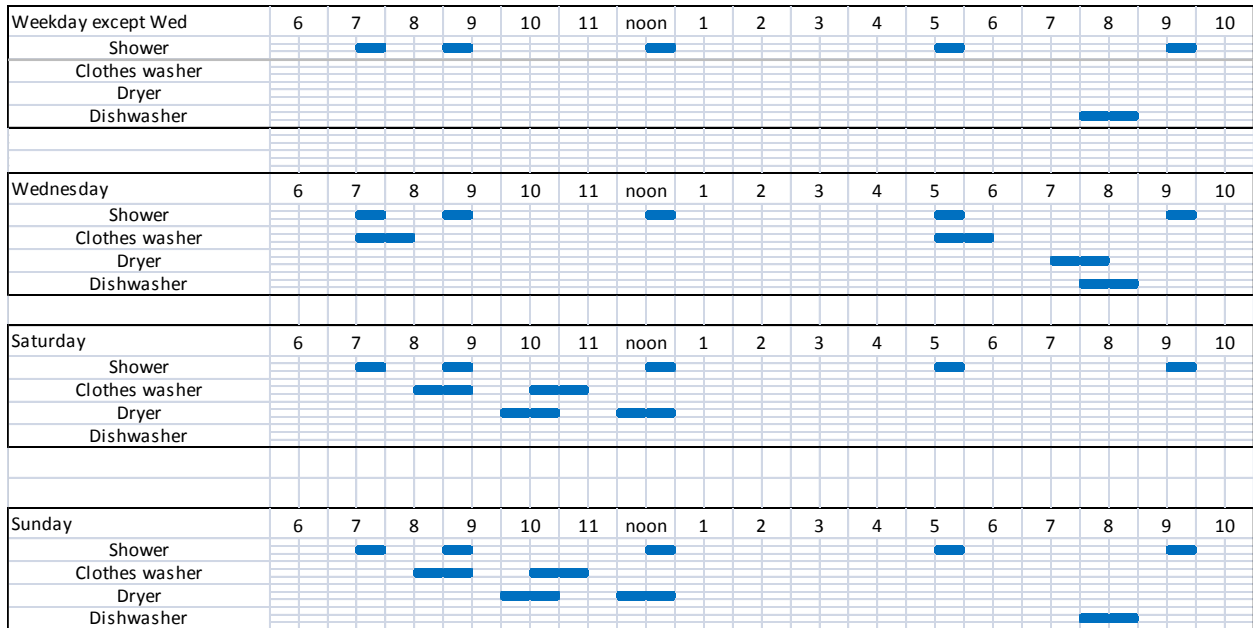 Weekday except Wed 6 7 8 9 10 11 noon 1 2 3 4 5 6 7 8 9 10
Shower
Clothes washer
Dryer
Dishwasher
Wednesday 6 7 8 9 10 11 noon 1 2 3 4 5 6 7 8 9 10
Shower
Clothes washer
Dryer
Dishwasher
Saturday 6 7 8 9 10 11 noon 1 2 3 4 5 6 7 8 9 10
Shower
Clothes washer
Dryer
Dishwasher
Sunday 6 7 8 9 10 11 noon 1 2 3 4 5 6 7 8 9 10
Shower
Clothes washer
Dryer
Dishwasher